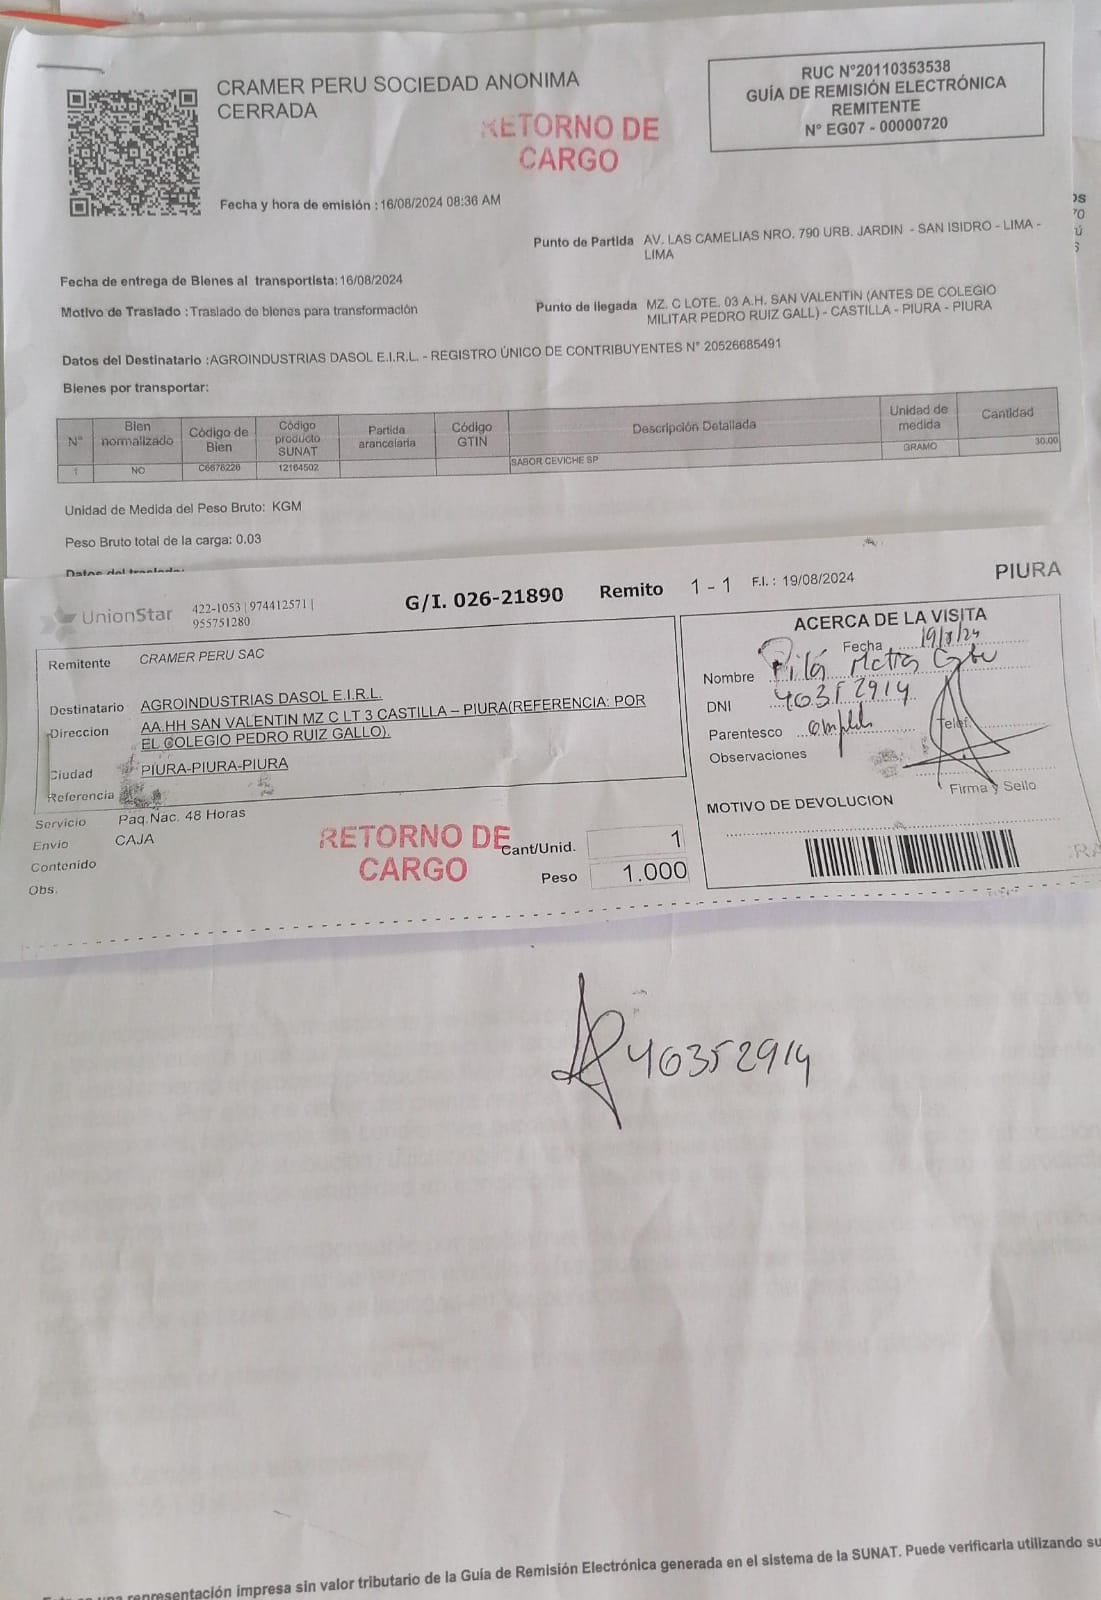 CRAMER PERU SOCIEDAD ANONIMA
CERRADA
RETORNO DE
CARGO
RUC N°20110353538
GUÍA DE REMISIÓN ELECTRÓNICA
REMITENTE
N° EG07 - 00000720
Fecha y hora de emisión : 16/08/2024 08:36 AM
Punto de Partida AV. LAS CAMELIAS NRO. 790 URB. JARDIN - SAN ISIDRO - LIMA -
LIMA
Fecha de entrega de Bienes al transportista: 16/08/2024
Motivo de Traslado : Traslado de bienes para transformación
Punto de llegada MZ. C LOTE. 03 A.H. SAN VALENTIN (ANTES DE COLEGIO
MILITAR PEDRO RUIZ GALL) - CASTILLA - PIURA - PIURA
Datos del Destinatario :AGROINDUSTRIAS DASOL E.I.R.L. - REGISTRO ÚNICO DE CONTRIBUYENTES N° 20526685491
Bienes por transportar:
N° Bien normalizado Código de Bien Código producto SUNAT Partida arancelaria Código GTIN Descripción Detallada Unidad de medida Cantidad
1 NO C6676226 12164502 SABOR CEVICHE SP GRAMO 30.00
Unidad de Medida del Peso Bruto: KGM
Peso Bruto total de la carga: 0.03
Datos del traslado:
UnionStar
422-1053 | 974412571 |
955751280
G/I. 026-21890 Remito 1 - 1 F.I. : 19/08/2024
PIURA
Remitente CRAMER PERU SAC
Destinatario AGROINDUSTRIAS DASOL E.I.R.L.
Direccion AA.HH SAN VALENTIN MZ C LT 3 CASTILLA – PIURA(REFERENCIA: POR
EL COLEGIO PEDRO RUIZ GALLO).
Ciudad PIURA-PIURA-PIURA
Referencia
Servicio Paq.Nac. 48 Horas
Envio CAJA
Contenido
Obs.
RETORNO DE
CARGO
Cant/Unid. 1
Peso 1.000
ACERCA DE LA VISITA
Fecha 19/8/24
Nombre
DNI 40352914
Parentesco
Telef.
Observaciones
Firma y Sello
MOTIVO DE DEVOLUCION
40352914
representación impresa sin valor tributario de la Guía de Remisión Electrónica generada en el sistema de la SUNAT. Puede verificarla utilizando su